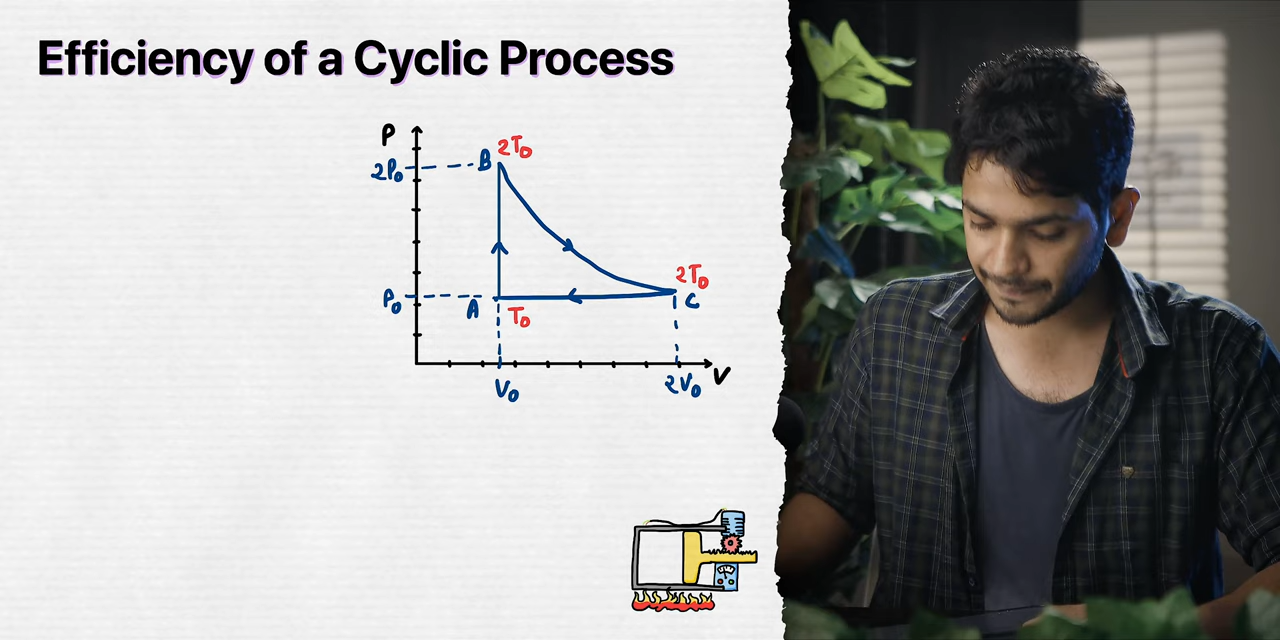 Efficiency of a Cyclic Process
P
2P₀
B
2T₀
P₀
A
T₀
2T₀
C
V₀
2V₀
V